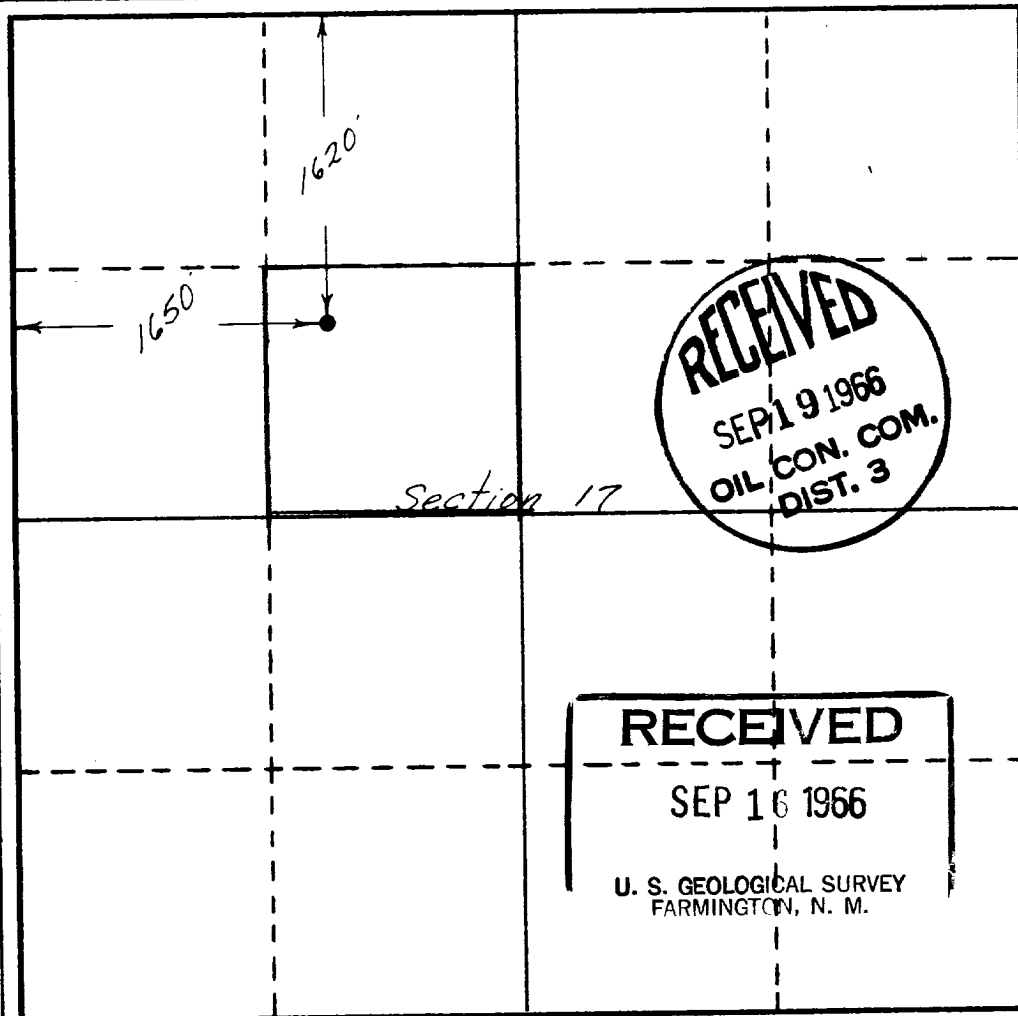 1620'
1650'
RECEIVED
SEP 19 1966
OIL CON. COM.
DIST. 3
Section 17
RECEIVED
SEP 16 1966
U. S. GEOLOGICAL SURVEY
FARMINGTON, N. M.